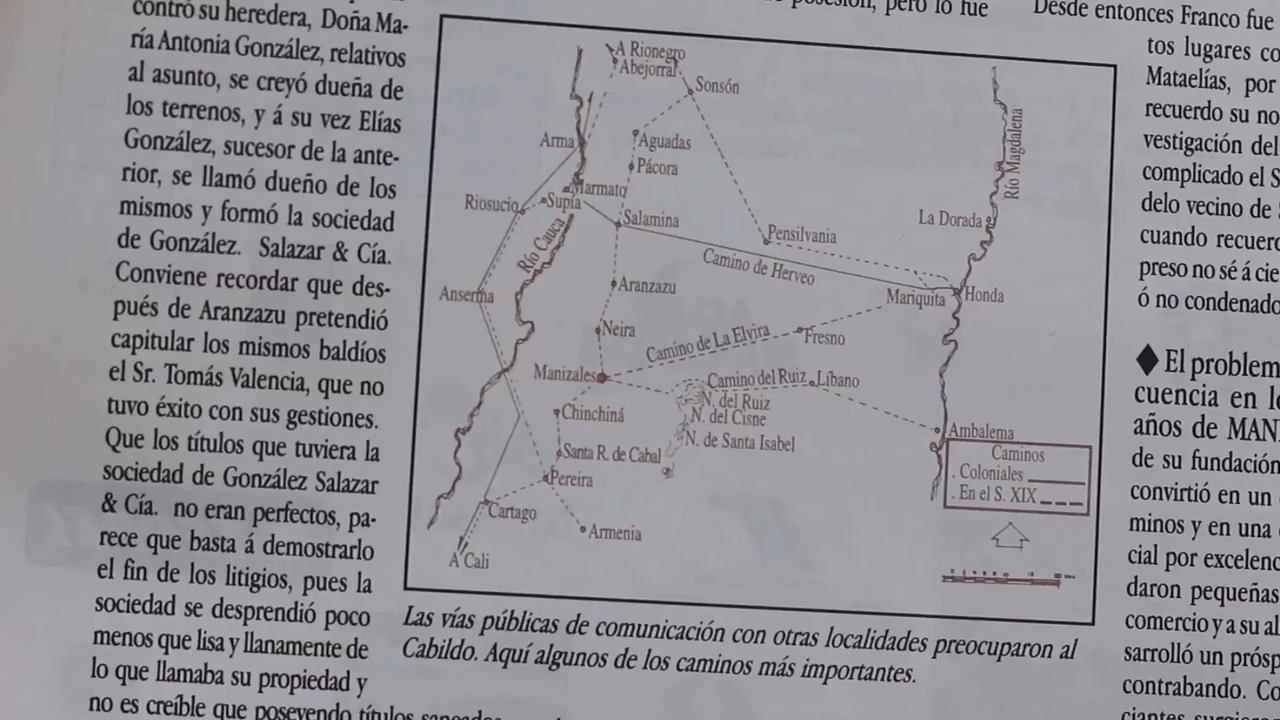 contró su heredera, Doña Ma-
ría Antonia González, relativos
al asunto, se creyó dueña de
los terrenos, y á su vez Elías
González, sucesor de la ante-
rior, se llamó dueño de los
mismos y formó la sociedad
de González. Salazar & Cía.
Conviene recordar que des-
pués de Aranzazu pretendió
capitular los mismos baldíos
el Sr. Tomás Valencia, que no
tuvo éxito con sus gestiones.
Que los títulos que tuviera la
sociedad de González Salazar
& Cía. no eran perfectos, pa-
rece que basta á demostrarlo
el fin de los litigios, pues la
sociedad se desprendió poco
menos que lisa y llanamente de
lo que llamaba su propiedad y
no es creíble que poseyendo títulos
posesión, pero lo fue
A Rionegro
Abejorral
Sonsón
Arma
Aguadas
Pácora
Marmato
Supía
Riosucio
Salamina
Río Cauca
Pensilvania
La Dorada
Río Magdalena
Camino de Herveo
Mariquita
Honda
Anserma
Aranzazu
Neira
Camino de La Elvira
Fresno
Manizales
Camino del Ruiz
Líbano
N. del Ruiz
N. del Cisne
N. de Santa Isabel
Chinchiná
Santa R. de Cabal
Pereira
Cartago
Armenia
A Cali
Ambalema
Caminos
. Coloniales
. En el S. XIX
Las vías públicas de comunicación con otras localidades preocuparon al
Cabildo. Aquí algunos de los caminos más importantes.
Desde entonces Franco fue
tos lugares co
Mataelías, por
recuerdo su no
vestigación del
complicado el S
delo vecino de
cuando recuerd
preso no sé á cie
ó no condenado
◆ El problem
cuencia en lo
años de MANI
de su fundación
convirtió en un
minos y en una
cial por excelenc
daron pequeñas
comercio y a su al
sarrolló un prósp
contrabando. Co